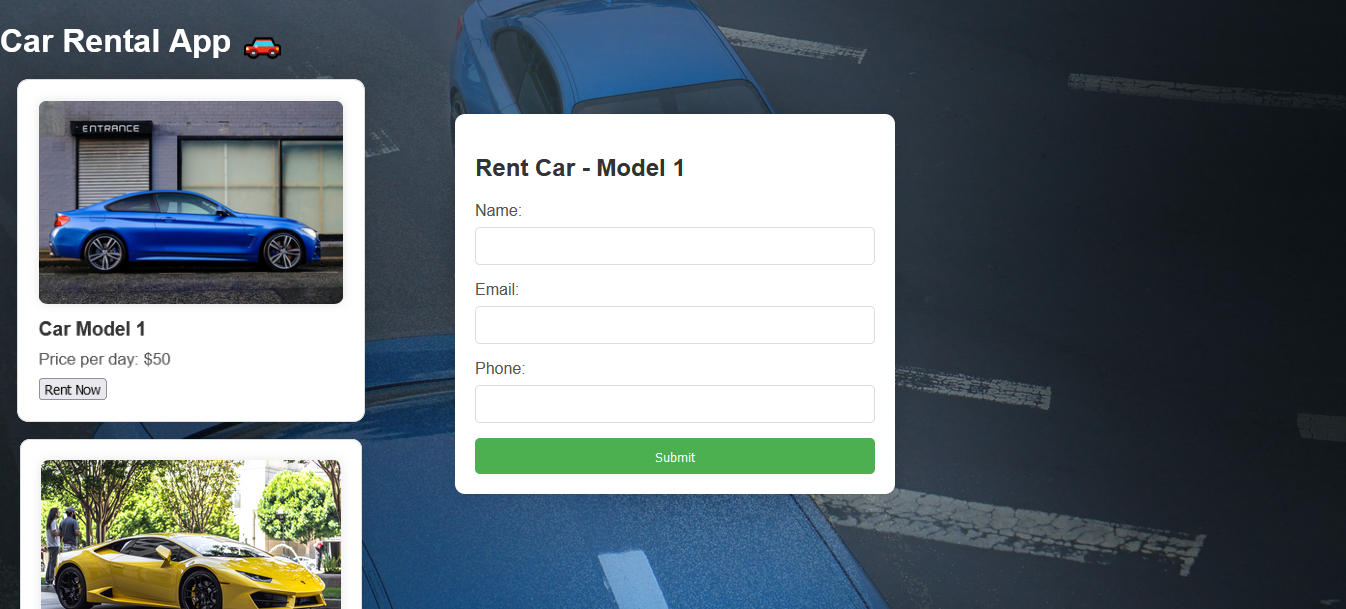 Car Rental App 🚗
ENTRANCE
Car Model 1
Price per day: $50
Rent Now
Rent Car - Model 1
Name:
Email:
Phone:
Submit